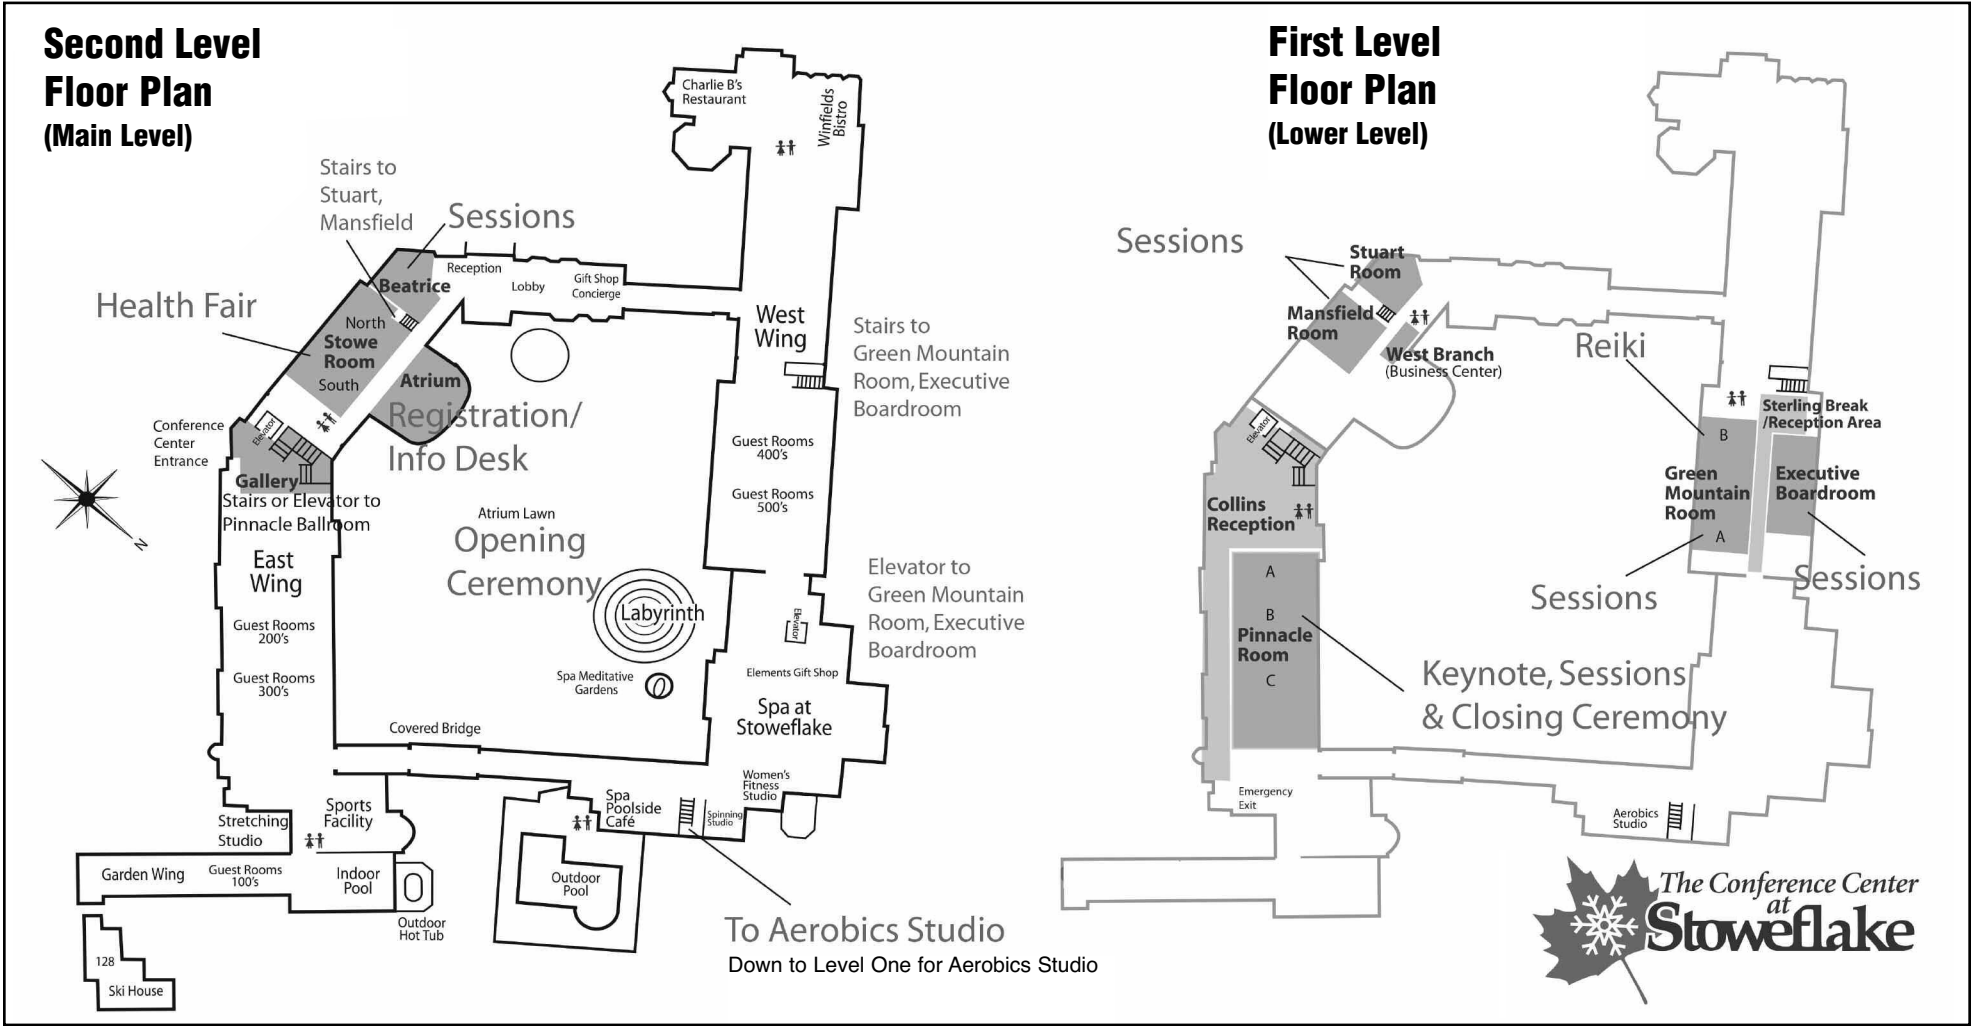 Second Level
Floor Plan
(Main Level)
Charlie B's
Restaurant
Winfields
Bistro
Stairs to
Stuart,
Mansfield
Sessions
Reception
Lobby
Gift Shop
Concierge
Beatrice
Health Fair
North
Stowe
Room
South
Atrium
West
Wing
Stairs to
Green Mountain
Room, Executive
Boardroom
Registration/
Info Desk
Conference
Center
Entrance
Elevator
Gallery
Stairs or Elevator to
Pinnacle Ballroom
N
Guest Rooms
400's
Guest Rooms
500's
Atrium Lawn
Opening
Ceremony
East
Wing
Labyrinth
Elevator
Elevator to
Green Mountain
Room, Executive
Boardroom
Guest Rooms
200's
Guest Rooms
300's
Spa Meditative
Gardens
Elements Gift Shop
Spa at
Stoweflake
Covered Bridge
Women's
Fitness
Studio
Spa
Poolside
Café
Spinning
Studio
Sports
Facility
Stretching
Studio
Garden Wing
Guest Rooms
100's
Indoor
Pool
Outdoor
Pool
Outdoor
Hot Tub
To Aerobics Studio
Down to Level One for Aerobics Studio
128
Ski House
First Level
Floor Plan
(Lower Level)
Sessions
Stuart
Room
Mansfield
Room
West Branch
(Business Center)
Reiki
Sterling Break
/Reception Area
Elevator
B
Green
Mountain
Room
A
Executive
Boardroom
Collins
Reception
Sessions
Sessions
A
B
Pinnacle
Room
C
Keynote, Sessions
& Closing Ceremony
Emergency
Exit
Aerobics
Studio
The Conference Center
at
Stoweflake